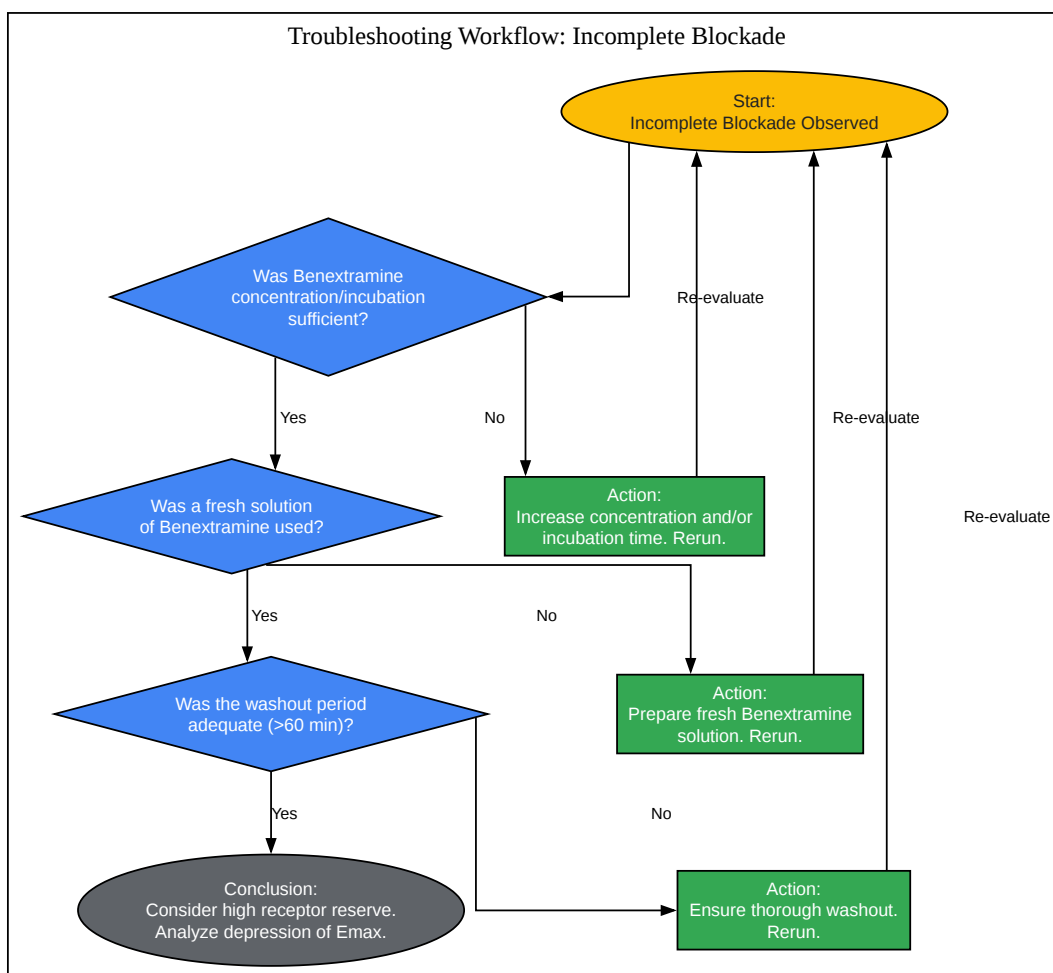 Troubleshooting Workflow: Incomplete Blockade
Start:
Incomplete Blockade Observed
Was Benextramine
concentration/incubation
sufficient?
Re-evaluate
Yes
No
Re-evaluate
Was a fresh solution
of Benextramine used?
Action:
Increase concentration and/or
incubation time. Rerun.
Re-evaluate
Yes
No
Was the washout period
adequate (>60 min)?
Action:
Prepare fresh Benextramine
solution. Rerun.
Yes
No
Conclusion:
Consider high receptor reserve.
Analyze depression of Emax.
Action:
Ensure thorough washout.
Rerun.